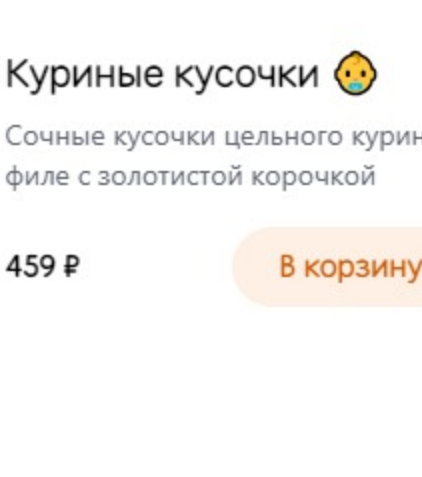 Куриные кусочки 👶
Сочные кусочки цельного курин
филе с золотистой корочкой
459 ₽
В корзину